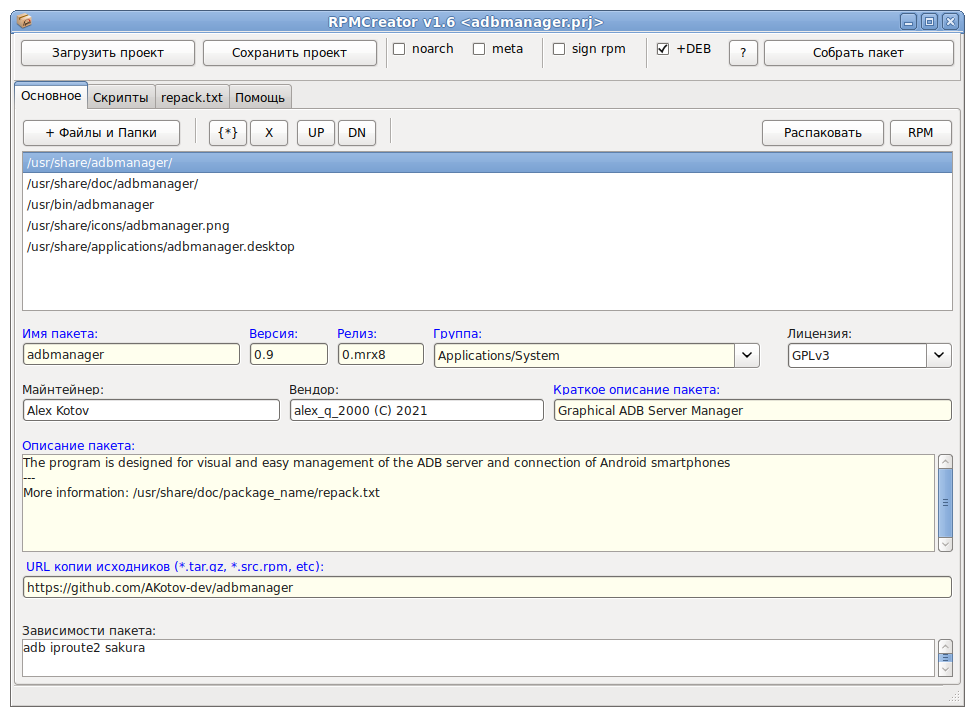 RPMCreator v1.6 <adbmanager.prj>
Загрузить проект
Сохранить проект
noarch
meta
sign rpm
+DEB
?
Собрать пакет
Основное
Скрипты
repack.txt
Помощь
+ Файлы и Папки
{*}
X
UP
DN
Распаковать
RPM
/usr/share/adbmanager/
/usr/share/doc/adbmanager/
/usr/bin/adbmanager
/usr/share/icons/adbmanager.png
/usr/share/applications/adbmanager.desktop
Имя пакета:
Версия:
Релиз:
Группа:
Лицензия:
adbmanager
0.9
0.mrx8
Applications/System
GPLv3
Майнтейнер:
Вендор:
Краткое описание пакета:
Alex Kotov
alex_q_2000 (C) 2021
Graphical ADB Server Manager
Описание пакета:
The program is designed for visual and easy management of the ADB server and connection of Android smartphones
---
More information: /usr/share/doc/package_name/repack.txt
URL копии исходников (*.tar.gz, *.src.rpm, etc):
https://github.com/AKotov-dev/adbmanager
Зависимости пакета:
adb iproute2 sakura